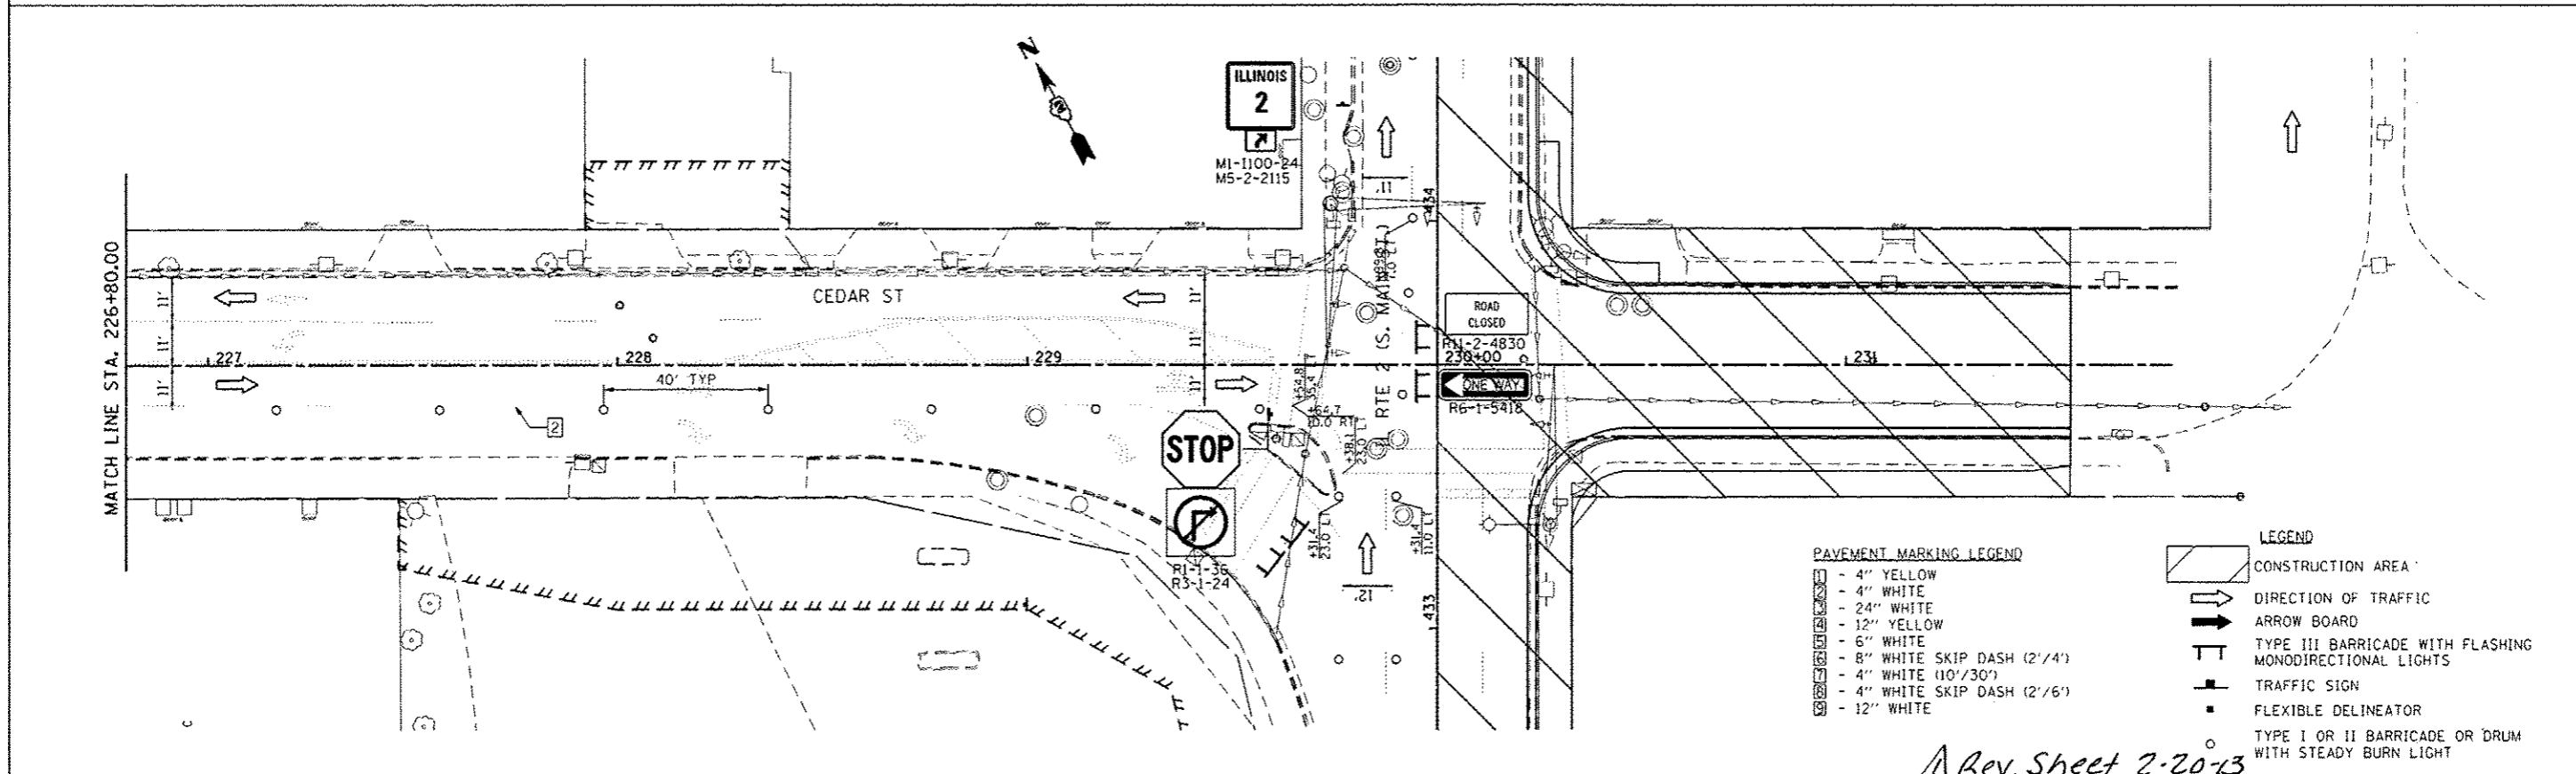 MATCH LINE STA. 226+80.00
ILLINOIS
2
M1-1100-24
M5-2-2115
N
CEDAR ST
11'
11'
11'
227
228
229
230+00
231
40' TYP
2
11'
11'
11'
11'
434
433
RTE 2 (S. MAIN ST.)
ROAD
CLOSED
R11-2-4830
ONE WAY
R6-1-5418
STOP
R1-1-36
R3-1-24
+54.8
35.4 LT
+64.7
10.0 RT
+38.1
23.0 LT
+31.4
23.0 LT
+31.4
11.0 LT
12'
PAVEMENT MARKING LEGEND
1 - 4" YELLOW
2 - 4" WHITE
3 - 24" WHITE
4 - 12" YELLOW
5 - 6" WHITE
6 - 8" WHITE SKIP DASH (2'/4')
7 - 4" WHITE (10'/30')
8 - 4" WHITE SKIP DASH (2'/6')
9 - 12" WHITE
LEGEND
CONSTRUCTION AREA
DIRECTION OF TRAFFIC
ARROW BOARD
TYPE III BARRICADE WITH FLASHING
MONODIRECTIONAL LIGHTS
TRAFFIC SIGN
FLEXIBLE DELINEATOR
TYPE I OR II BARRICADE OR DRUM
WITH STEADY BURN LIGHT
Rev. Sheet 2-20-13